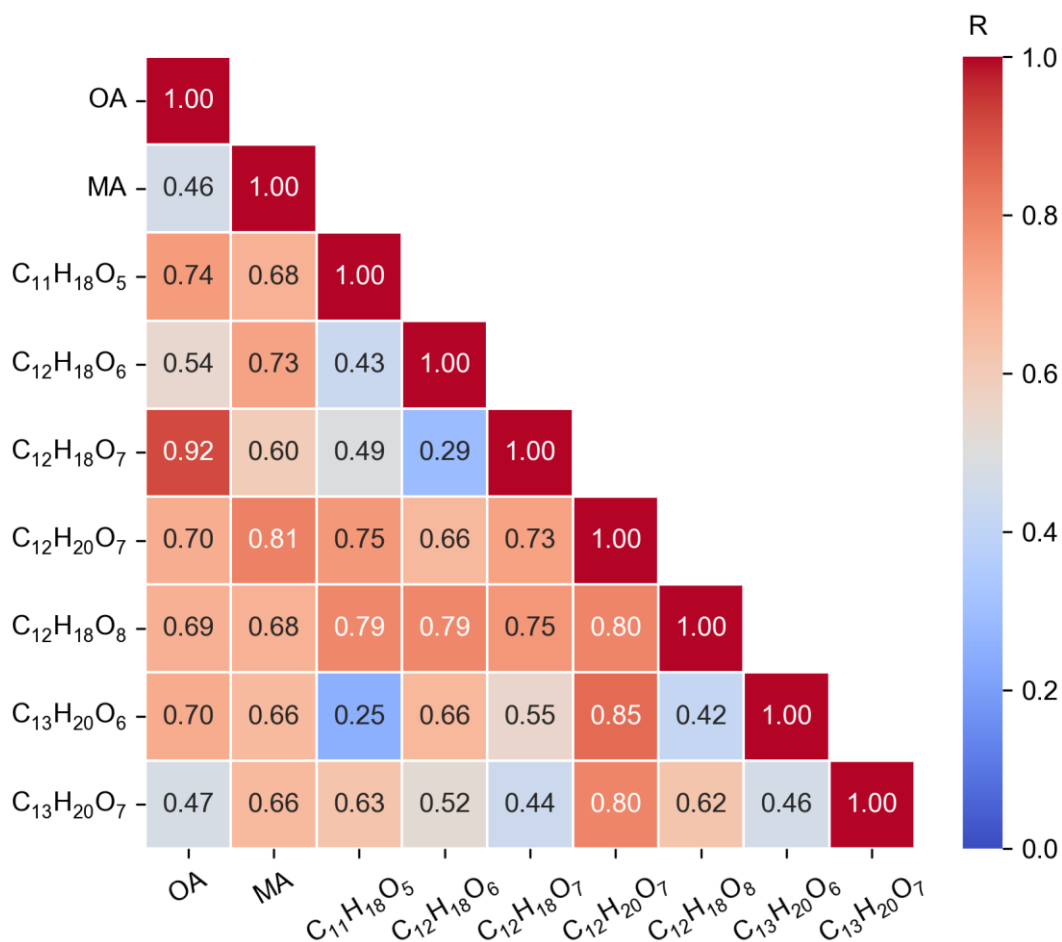 R
1.0
OA 1.00
MA 0.46 1.00
0.8
C₁₁H₁₈O₅ 0.74 0.68 1.00
C₁₂H₁₈O₆ 0.54 0.73 0.43 1.00
0.6
C₁₂H₁₈O₇ 0.92 0.60 0.49 0.29 1.00
C₁₂H₂₀O₇ 0.70 0.81 0.75 0.66 0.73 1.00
0.4
C₁₂H₁₈O₈ 0.69 0.68 0.79 0.79 0.75 0.80 1.00
0.2
C₁₃H₂₀O₆ 0.70 0.66 0.25 0.66 0.55 0.85 0.42 1.00
C₁₃H₂₀O₇ 0.47 0.66 0.63 0.52 0.44 0.80 0.62 0.46 1.00
0.0
OA MA C₁₁H₁₈O₅ C₁₂H₁₈O₆ C₁₂H₁₈O₇ C₁₂H₂₀O₇ C₁₂H₁₈O₈ C₁₃H₂₀O₆ C₁₃H₂₀O₇